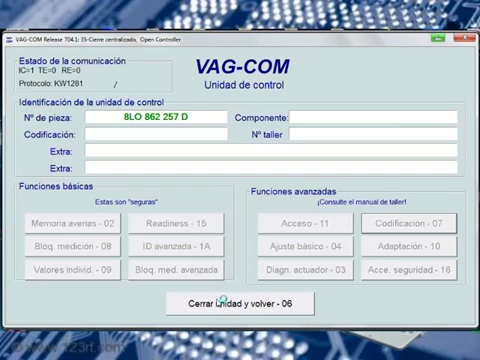 VAG-COM Release 704.1: 35-Cierre centralizado, Open Controller
Estado de la comunicación
IC=1 TE=0 RE=0
Protocolo: KW1281 /
VAG-COM
Unidad de control
Identificación de la unidad de control
Nº de pieza: 8LO 862 257 D Componente:
Codificación: Nº taller
Extra:
Extra:
Funciones básicas
Estas son "seguras"
Memoria averias - 02 Readiness - 15
Bloq. medición - 08 ID avanzada - 1A
Valores individ. - 09 Bloq. med. avanzada
Funciones avanzadas
¡Consulte el manual de taller!
Acceso - 11 Codificación - 07
Ajuste básico - 04 Adaptación - 10
Diagn. actuador - 03 Acce. seguridad - 16
Cerrar unidad y volver - 06
www.123rf.com